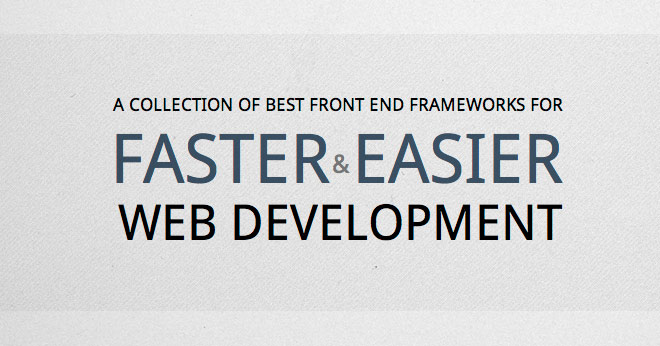 A COLLECTION OF BEST FRONT END FRAMEWORKS FOR
FASTER & EASIER
WEB DEVELOPMENT